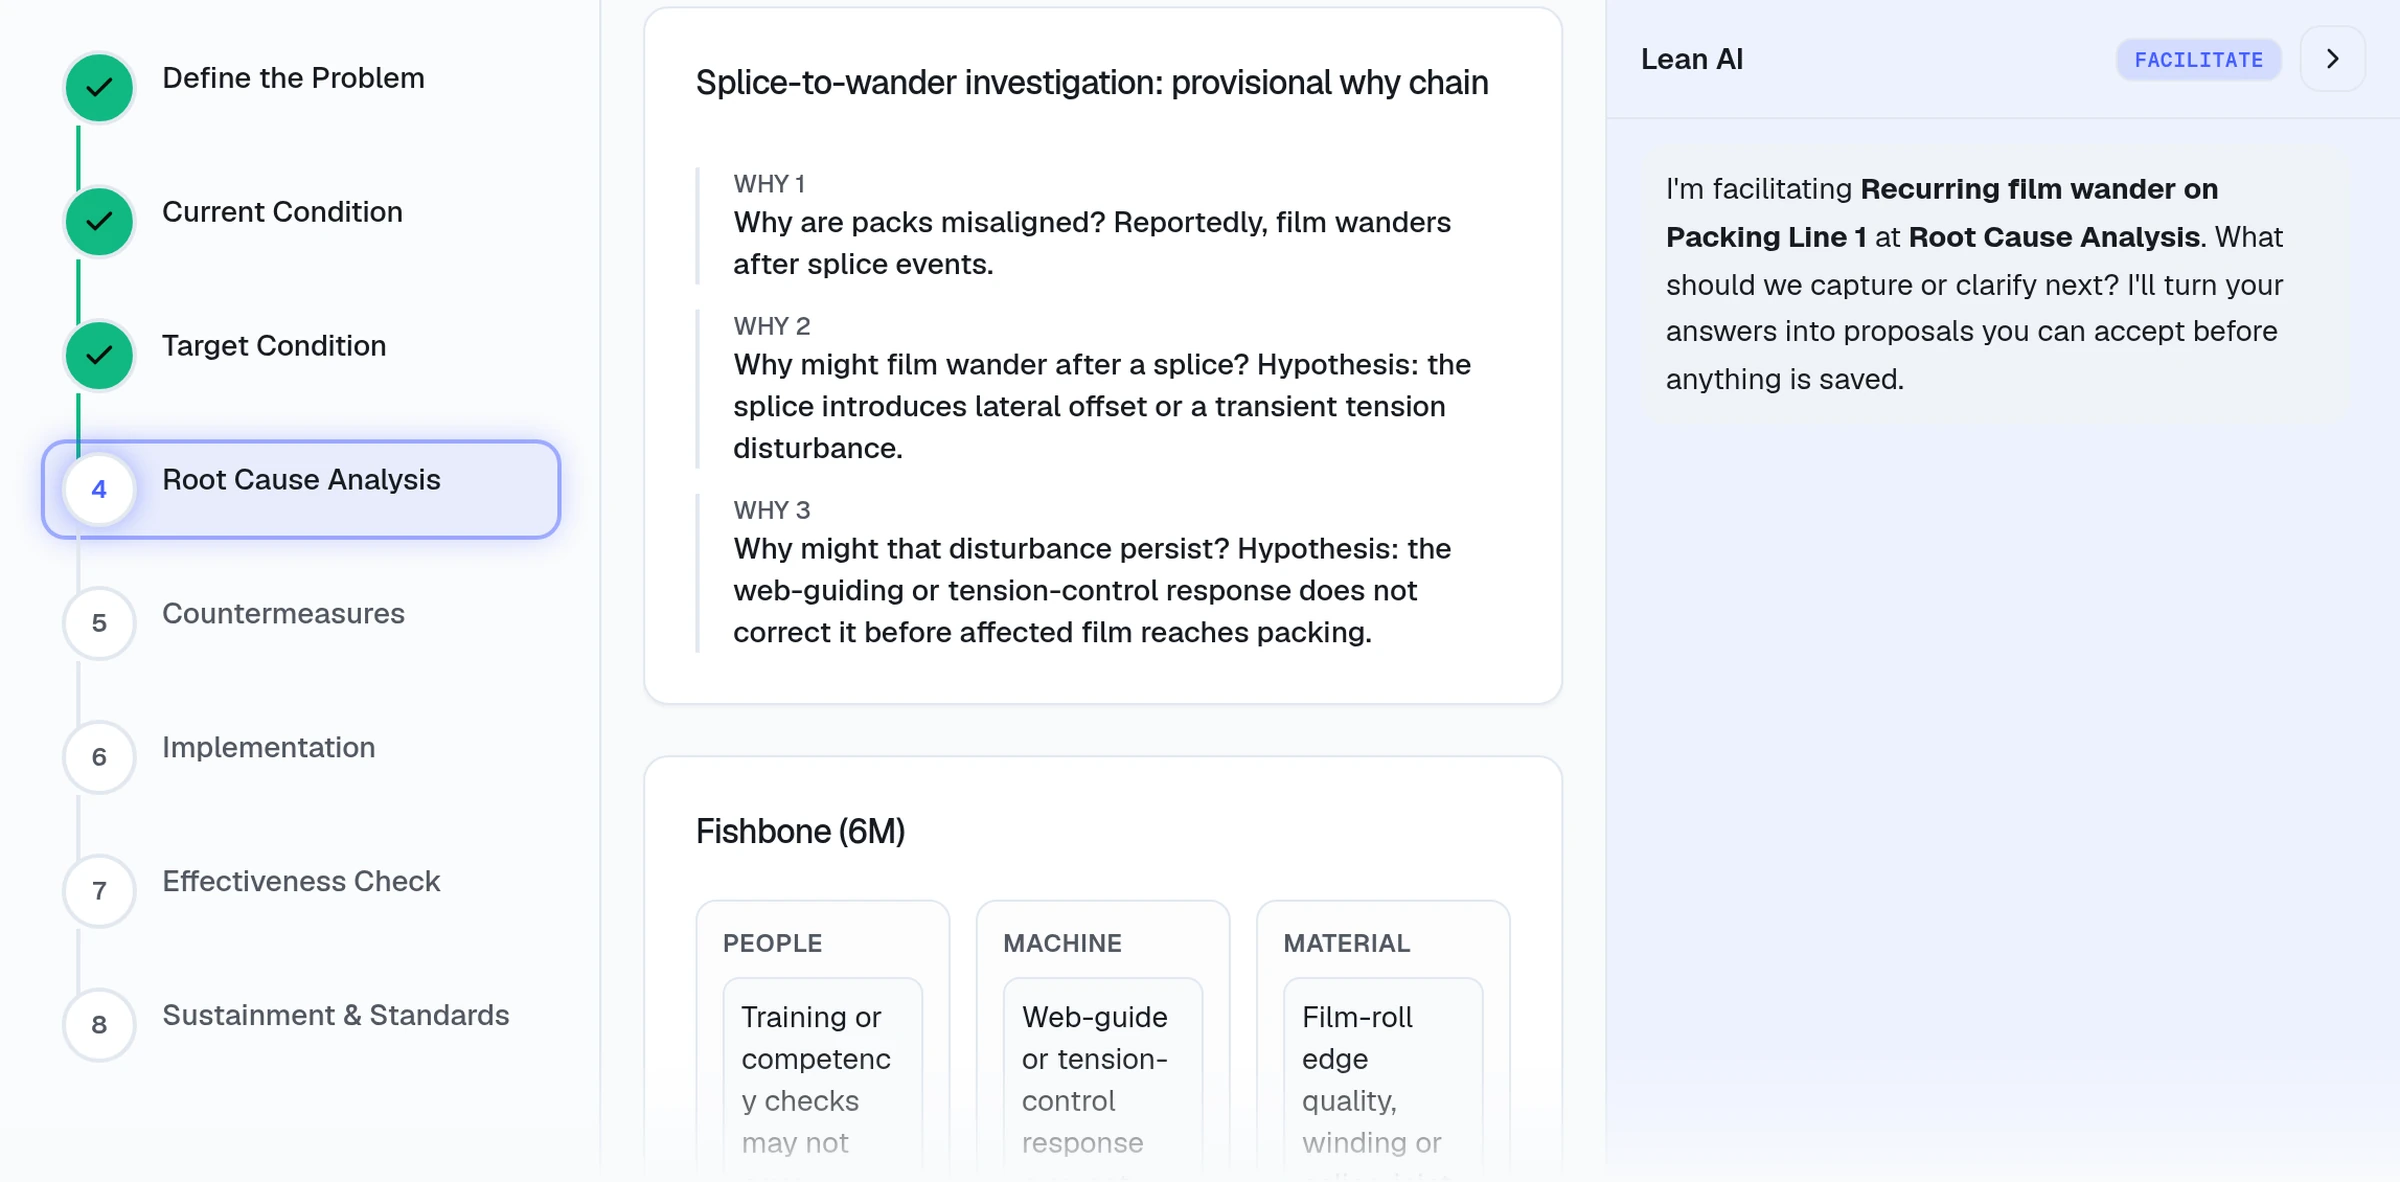 Define the Problem
Current Condition
Target Condition
4
Root Cause Analysis
5
Countermeasures
6
Implementation
7
Effectiveness Check
8
Sustainment & Standards
Splice-to-wander investigation: provisional why chain
WHY 1
Why are packs misaligned? Reportedly, film wanders
after splice events.
WHY 2
Why might film wander after a splice? Hypothesis: the
splice introduces lateral offset or a transient tension
disturbance.
WHY 3
Why might that disturbance persist? Hypothesis: the
web-guiding or tension-control response does not
correct it before affected film reaches packing.
Fishbone (6M)
PEOPLE
Training or
competenc
y checks
may not
MACHINE
Web-guide
or tension-
control
response
MATERIAL
Film-roll
edge
quality,
winding or
Lean AI
FACILITATE
I'm facilitating Recurring film wander on
Packing Line 1 at Root Cause Analysis. What
should we capture or clarify next? I'll turn your
answers into proposals you can accept before
anything is saved.